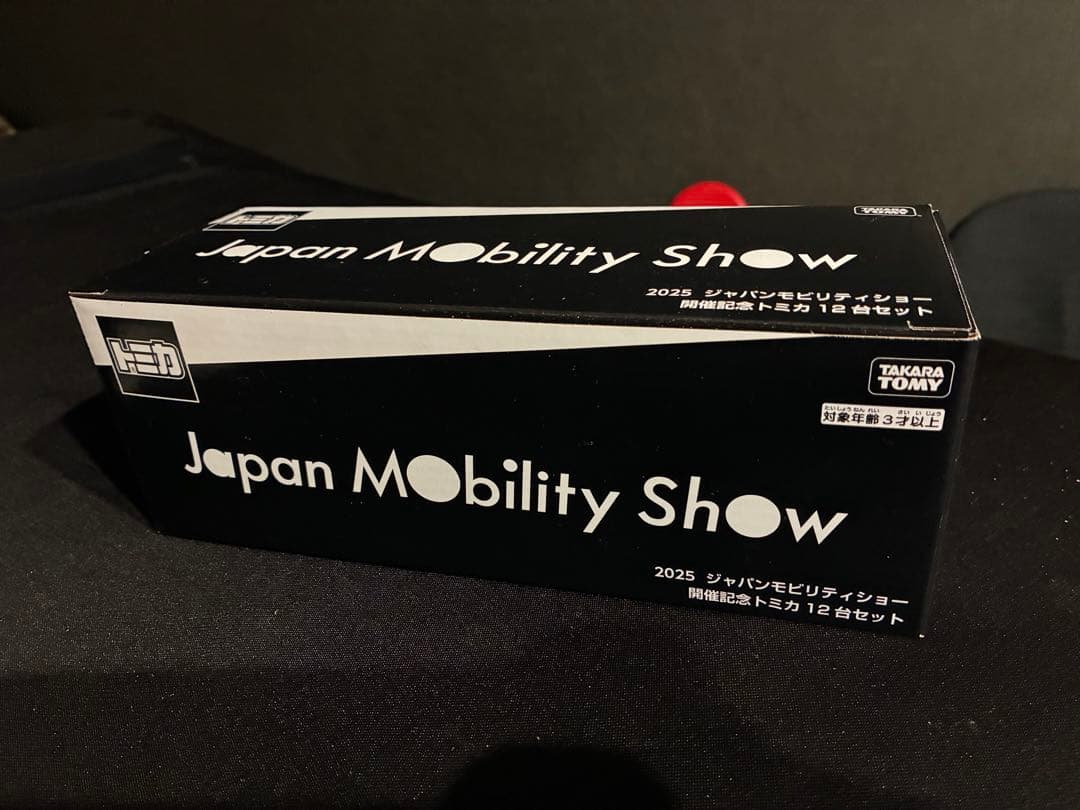 トミカ
TAKARA
TOMY
Japan MObility ShOw
2025 ジャパンモビリティショー
開催記念トミカ 12台セット
トミカ
TAKARA
TOMY
たいしょうねんれい さい いじょう
対象年齢3才以上
Japan MObility ShOw
2025 ジャパンモビリティショー
開催記念トミカ 12台セット